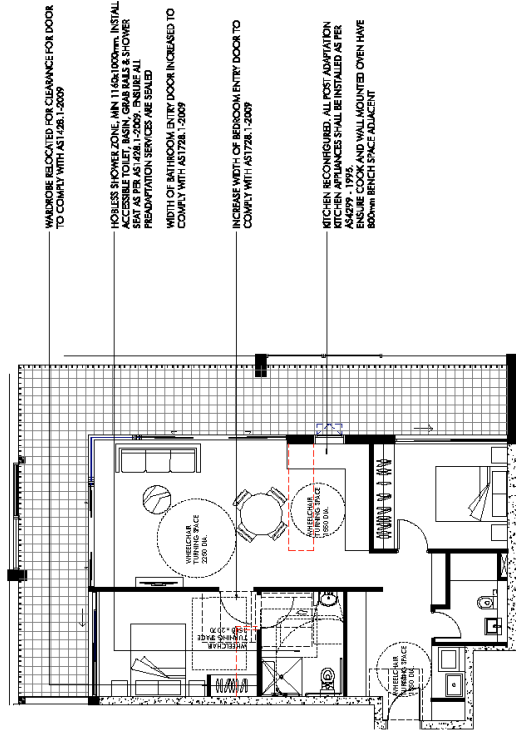 WARDROBE RELOCATED FOR CLEARANCE FOR DOOR
TO COMPLY WITH AS1428.1-2009
HOBLESS SHOWER ZONE, MIN 1160x1000mm. INSTALL
ACCESSIBLE TOILET, BASIN, GRAB RAILS & SHOWER
SEAT AS PER AS1428.1-2009. ENSURE ALL
PREADAPTATION SERVICES ARE SEALED
WIDTH OF BATHROOM ENTRY DOOR INCREASED TO
COMPLY WITH AS1728.1-2009
INCREASE WIDTH OF BEDROOM ENTRY DOOR TO
COMPLY WITH AS1728.1-2009
KITCHEN RECONFIGURED. ALL POST ADAPTATION
KITCHEN APPLIANCES SHALL BE INSTALLED AS PER
AS4299 - 1995.
ENSURE COOK AND WALL MOUNTED OVEN HAVE
800mm BENCH SPACE ADJACENT
WHEELCHAIR
TURNING SPACE
2250 DIA.
WHEELCHAIR
TURNING SPACE
1550 DIA.
WHEELCHAIR
TURNING SPACE
WHEELCHAIR
TURNING SPACE
DIA.